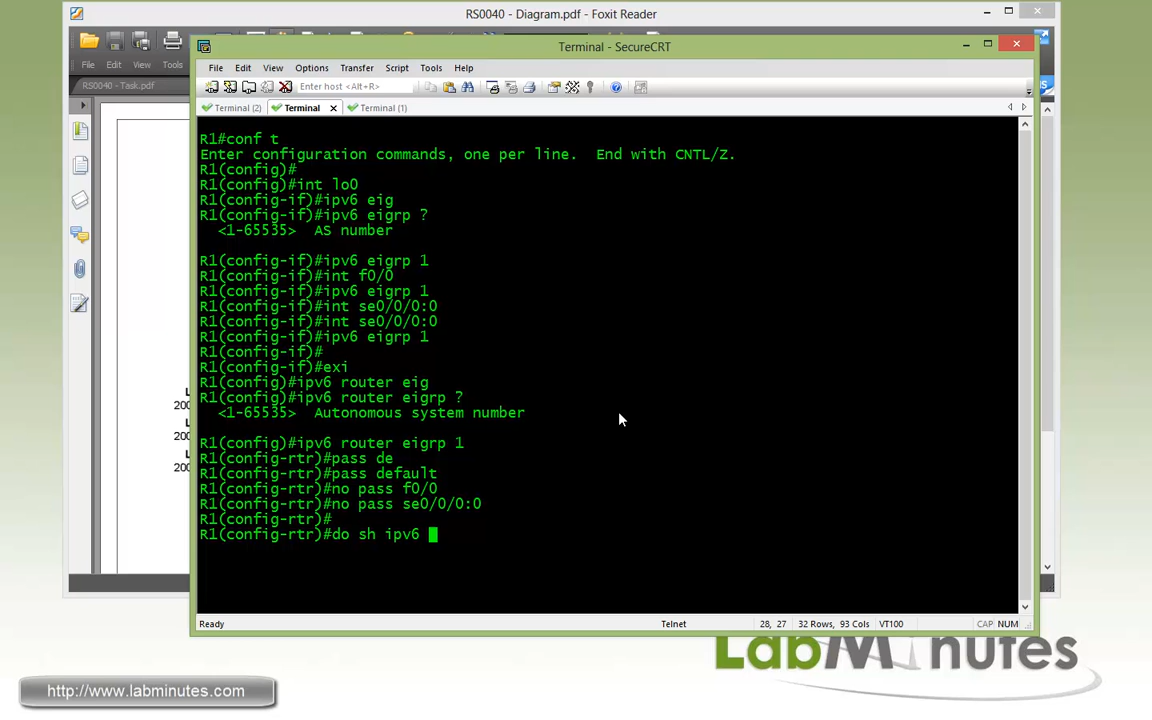 RS0040 - Diagram.pdf - Foxit Reader
File Edit View Tools
RS0040 - Task.pdf
Terminal - SecureCRT
File Edit View Options Transfer Script Tools Help
Enter host <Alt+R>
Terminal (2) Terminal Terminal (1)
R1#conf t
Enter configuration commands, one per line.  End with CNTL/Z.
R1(config)#
R1(config)#int lo0
R1(config-if)#ipv6 eig
R1(config-if)#ipv6 eigrp ?
<1-65535>  AS number
R1(config-if)#ipv6 eigrp 1
R1(config-if)#int f0/0
R1(config-if)#ipv6 eigrp 1
R1(config-if)#int se0/0/0:0
R1(config-if)#int se0/0/0:0
R1(config-if)#ipv6 eigrp 1
R1(config-if)#
R1(config-if)#exi
R1(config)#ipv6 router eig
R1(config)#ipv6 router eigrp ?
<1-65535>  Autonomous system number
R1(config)#ipv6 router eigrp 1
R1(config-rtr)#pass de
R1(config-rtr)#pass default
R1(config-rtr)#no pass f0/0
R1(config-rtr)#no pass se0/0/0:0
R1(config-rtr)#
R1(config-rtr)#do sh ipv6
L
200
L
200
L
200
Ready Telnet 28, 27 32 Rows, 93 Cols VT100 CAP NUM
LabMinutes
http://www.labminutes.com